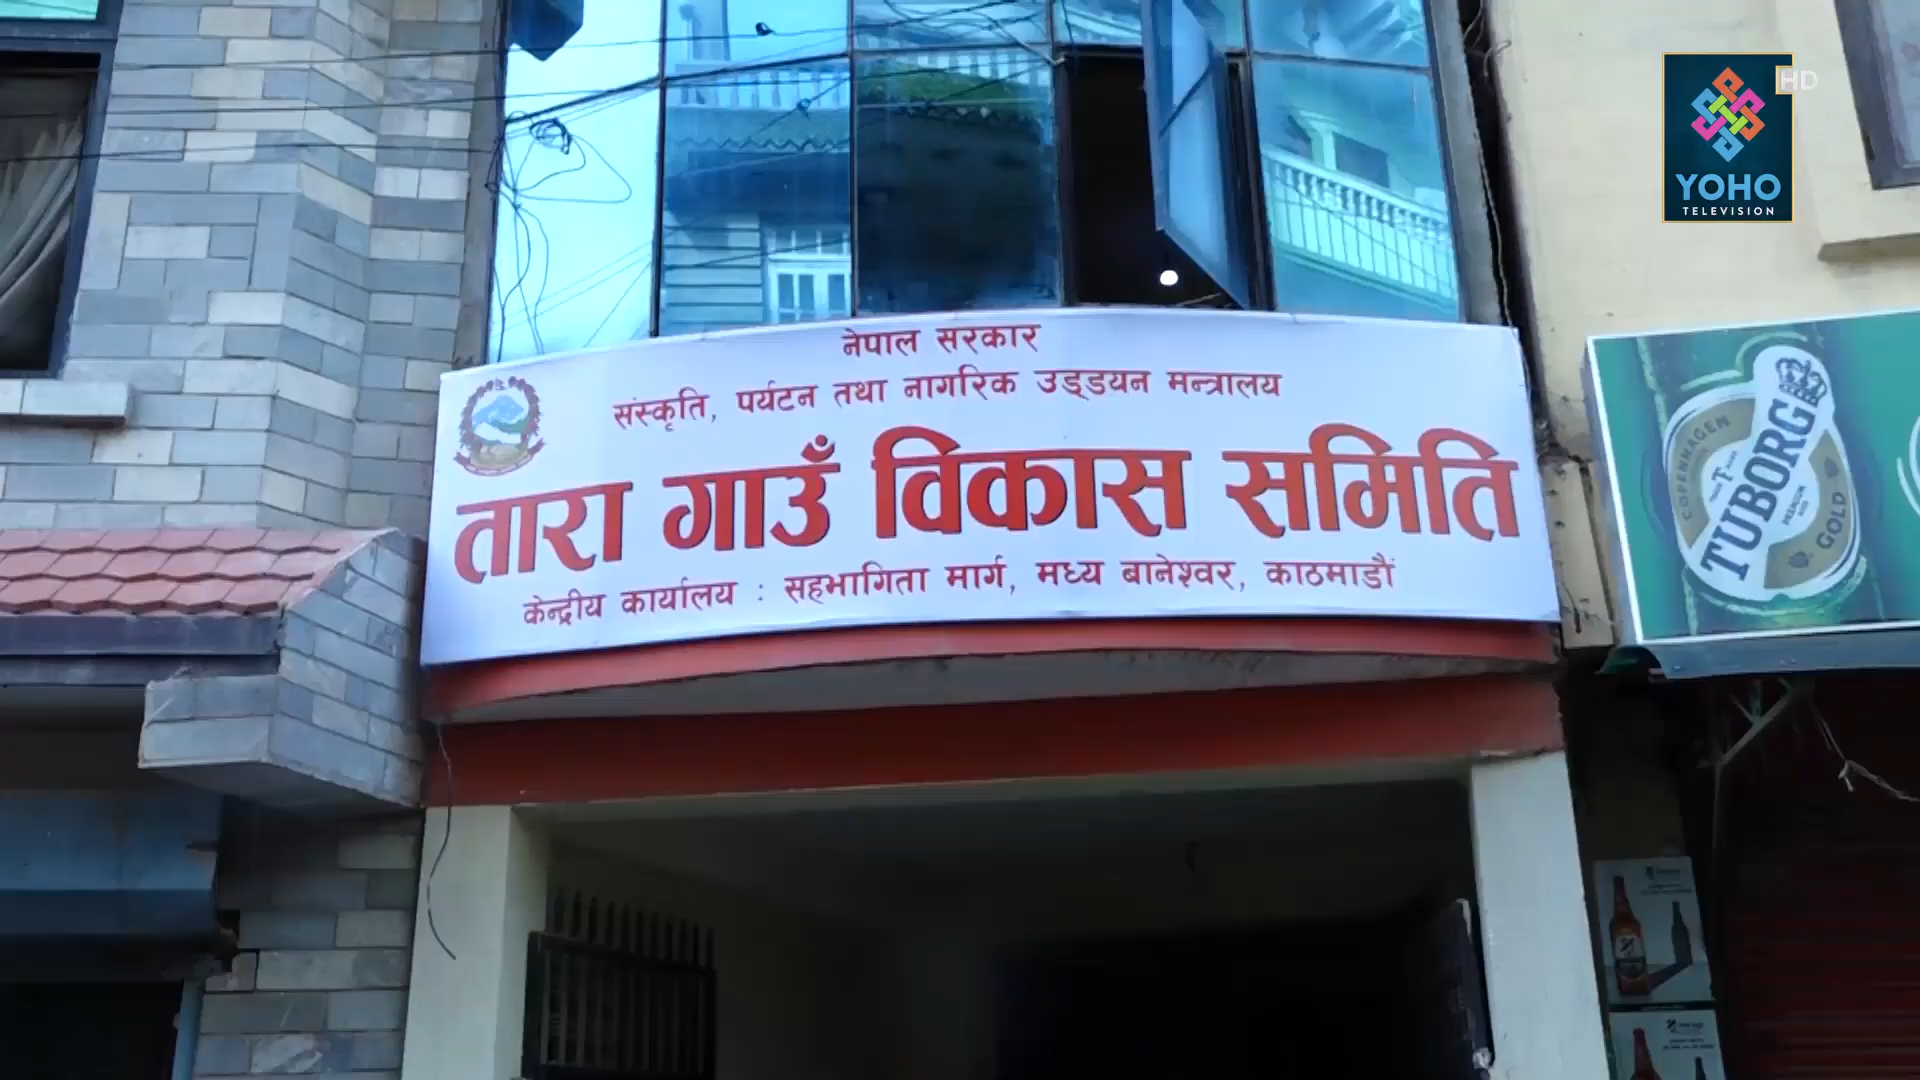 HD
YOHO
TELEVISION
नेपाल सरकार
संस्कृति, पर्यटन तथा नागरिक उड्डयन मन्त्रालय
तारा गाउँ विकास समिति
केन्द्रीय कार्यालय : सहभागिता मार्ग, मध्य बानेश्वर, काठमाडौं
COPENHAGEN
TUBORG
GOLD